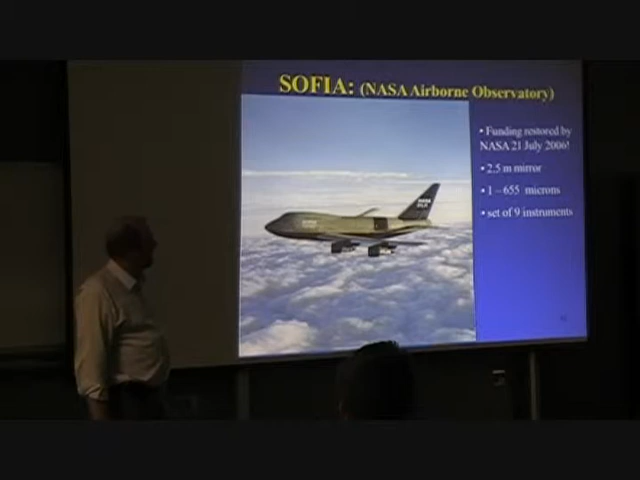 SOFIA: (NASA Airborne Observatory)
• Funding restored by
NASA 21 July 2006!
• 2.5 m mirror
• 1 – 655 microns
• set of 9 instruments
NASA